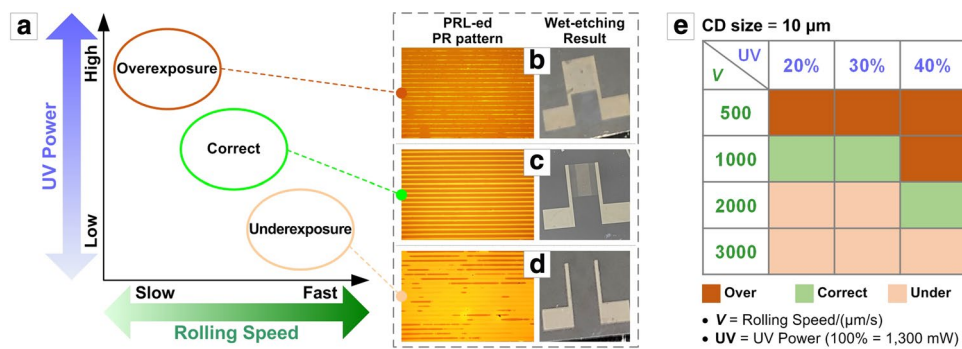 a
UV Power
High
Low
Overexposure
Correct
Underexposure
Slow
Fast
Rolling Speed
PRL-ed
PR pattern
Wet-etching
Result
b
c
d
e
CD size = 10 μm
UV
V
20%
30%
40%
500
1000
2000
3000
Over
Correct
Under
• V = Rolling Speed/(μm/s)
• UV = UV Power (100% = 1,300 mW)